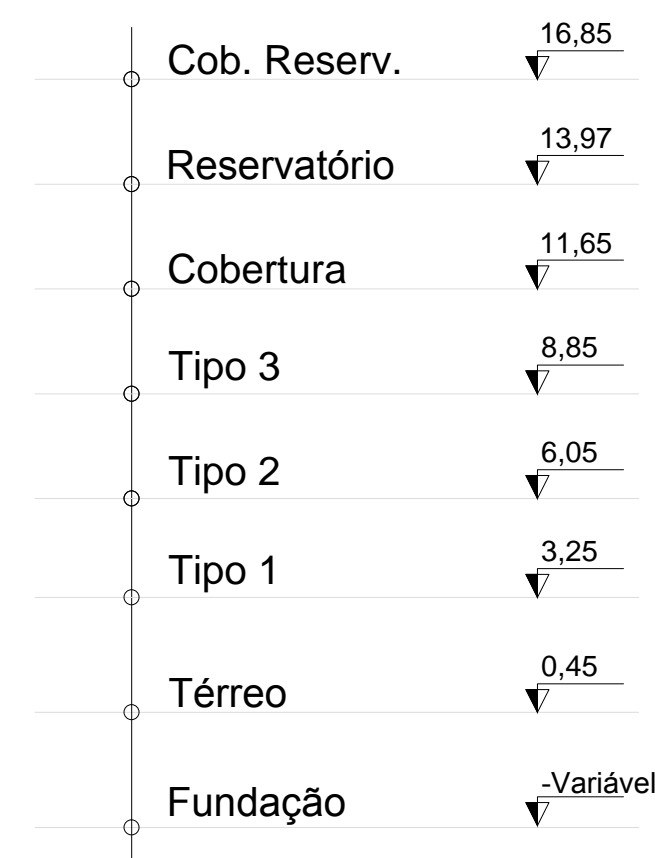 Cob. Reserv. 16,85
Reservatório 13,97
Cobertura 11,65
Tipo 3 8,85
Tipo 2 6,05
Tipo 1 3,25
Térreo 0,45
Fundação -Variável